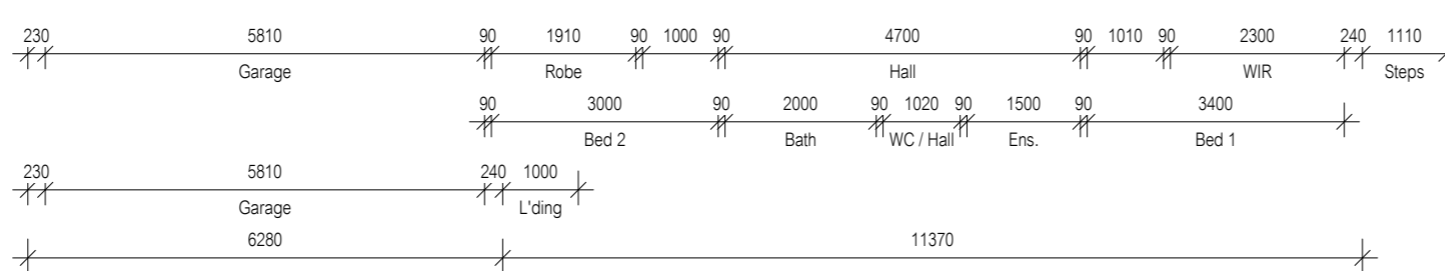 230 5810 90 1910 90 1000 90 4700 90 1010 90 2300 240 1110
Garage Robe Hall WIR Steps
90 3000 90 2000 90 1020 90 1500 90 3400
Bed 2 Bath WC / Hall Ens. Bed 1
230 5810 240 1000
Garage L'ding
6280 11370